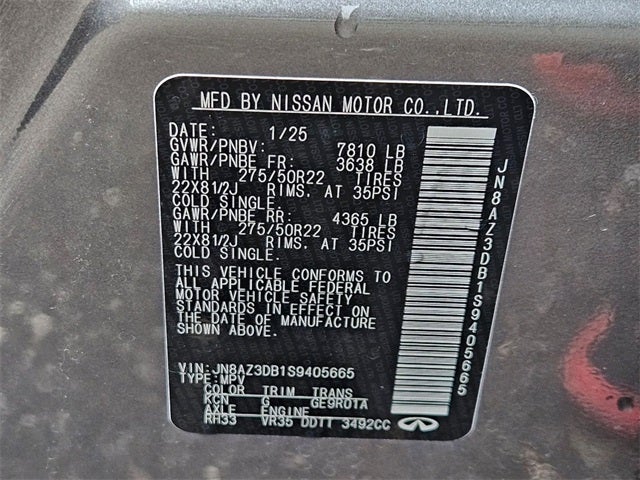 MFD BY NISSAN MOTOR CO.,LTD.
DATE: 1/25
GVWR/PNBV: 7810 LB
GAWR/PNBE FR: 3638 LB
WITH 275/50R22 TIRES
22X81/2J RIMS, AT 35PSI
COLD SINGLE.
GAWR/PNBE RR: 4365 LB
WITH 275/50R22 TIRES
22X81/2J RIMS, AT 35PSI
COLD SINGLE.
THIS VEHICLE CONFORMS TO
ALL APPLICABLE FEDERAL
MOTOR VEHICLE SAFETY
STANDARDS IN EFFECT ON
THE DATE OF MANUFACTURE
SHOWN ABOVE.
VIN: JN8AZ3DB1S9405665
TYPE: MPV
COLOR TRIM TRANS
KCN G GE9R01A
AXLE ENGINE
RH33 VR35 DDTT 3492CC
JN8AZ3DB1S9405665